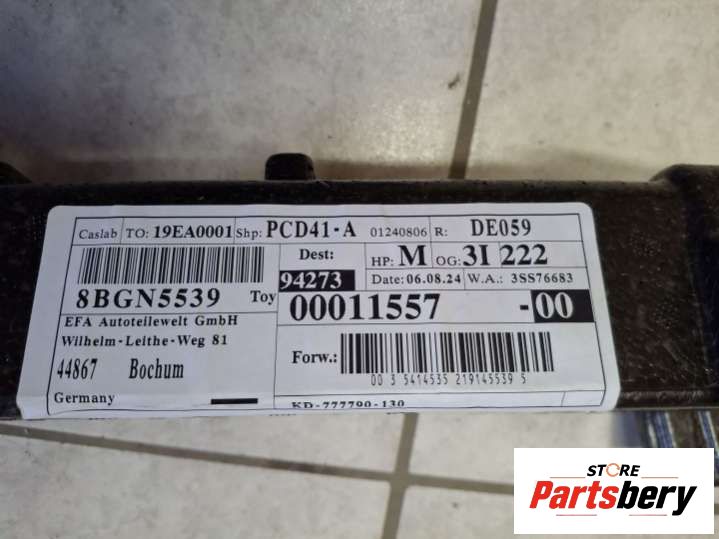 Caslab TO: 19EA0001 Shp: PCD41-A 01240806 R: DE059
Dest: HP: M OG: 3I 222
94273 Date: 06.08.24 W.A.: 3SS76683
8BGN5539 Toy 00011557 -00
EFA Autoteilewelt GmbH
Wilhelm-Leithe-Weg 81
44867 Bochum
Forw.:
00 3 5414535 219145539 5
Germany
KD-777790-130
STORE
Partsbery